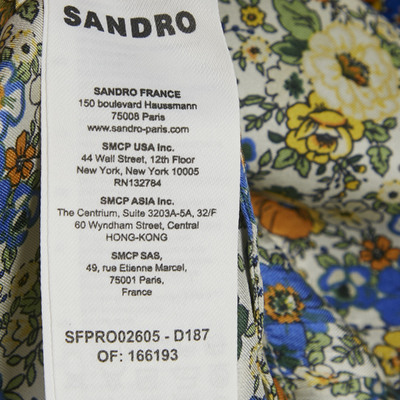 SANDRO
SANDRO FRANCE
150 boulevard Haussmann
75008 Paris
www.sandro-paris.com
SMCP USA Inc.
44 Wall Street, 12th Floor
New York, New York 10005
RN132784
SMCP ASIA Inc.
The Centrium, Suite 3203A-5A, 32/F
60 Wyndham Street, Central
HONG-KONG
SMCP SAS,
49, rue Etienne Marcel,
75001 Paris,
France
SFPRO02605 - D187
OF: 166193